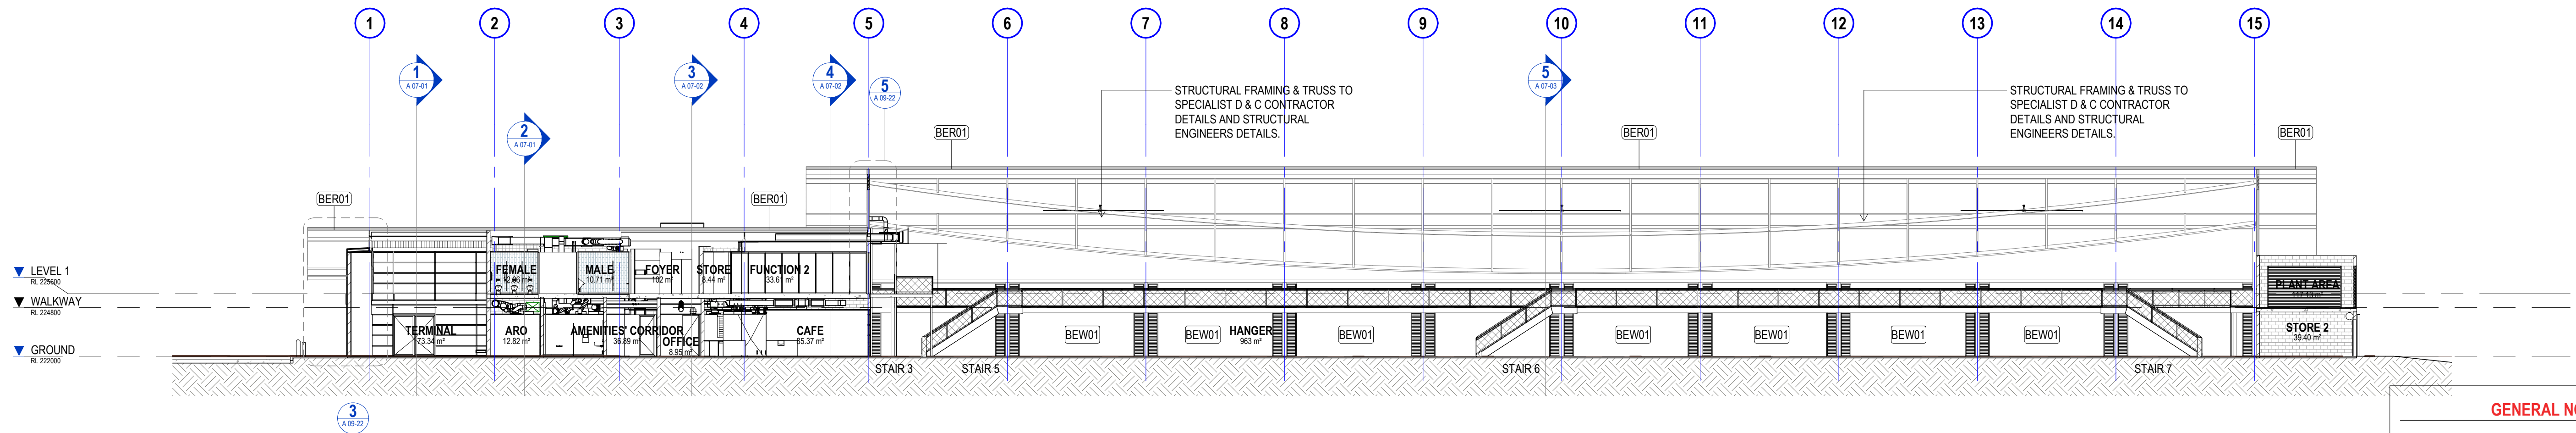 1 2 3 4 5 6 7 8 9 10 11 12 13 14 15
1
A 07-01
3
A 07-02
4
A 07-02
5
A 09-22
5
A 07-03
2
A 07-01
STRUCTURAL FRAMING & TRUSS TO
SPECIALIST D & C CONTRACTOR
DETAILS AND STRUCTURAL
ENGINEERS DETAILS.
STRUCTURAL FRAMING & TRUSS TO
SPECIALIST D & C CONTRACTOR
DETAILS AND STRUCTURAL
ENGINEERS DETAILS.
BER01 BER01 BER01
BER01 BER01
LEVEL 1
RL 225600
WALKWAY
RL 224800
GROUND
RL 222000
FEMALE
MALE
10.71 m²
FOYER
102 m²
STORE
8.44 m²
FUNCTION 2
33.61 m²
PLANT AREA
117.13 m²
TERMINAL
73.34 m²
ARO
12.82 m²
AMENITIES' CORRIDOR
36.89 m²
OFFICE
8.95 m²
CAFE
65.37 m²
BEW01 BEW01 BEW01 BEW01 BEW01 BEW01 BEW01
HANGER
963 m²
STORE 2
39.40 m²
STAIR 3 STAIR 5 STAIR 6 STAIR 7
3
A 09-22